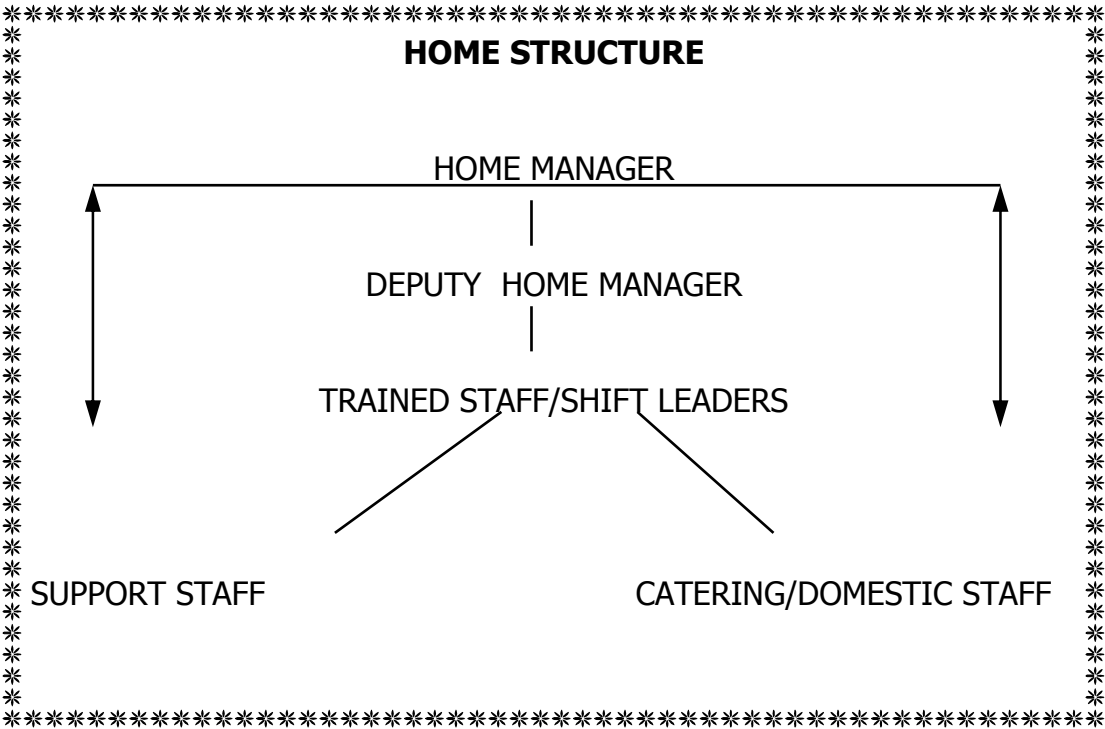 HOME STRUCTURE
HOME MANAGER
DEPUTY HOME MANAGER
TRAINED STAFF/SHIFT LEADERS
SUPPORT STAFF
CATERING/DOMESTIC STAFF